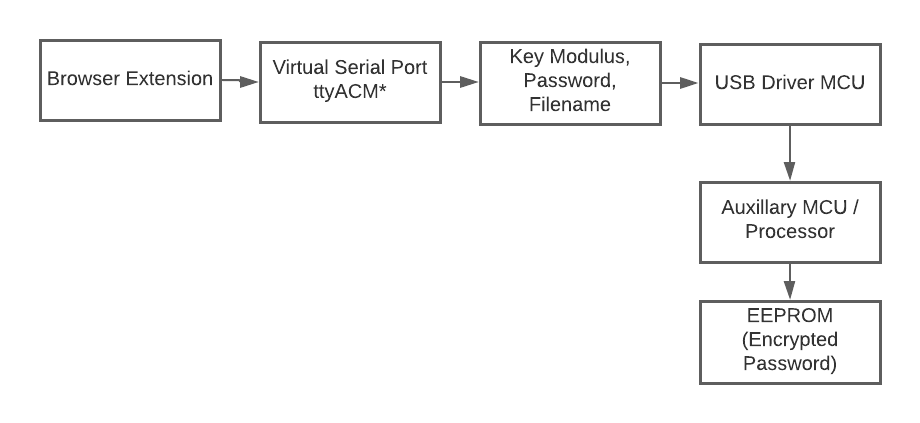 Browser Extension
Virtual Serial Port
ttyACM*
Key Modulus,
Password,
Filename
USB Driver MCU
Auxillary MCU /
Processor
EEPROM
(Encrypted
Password)